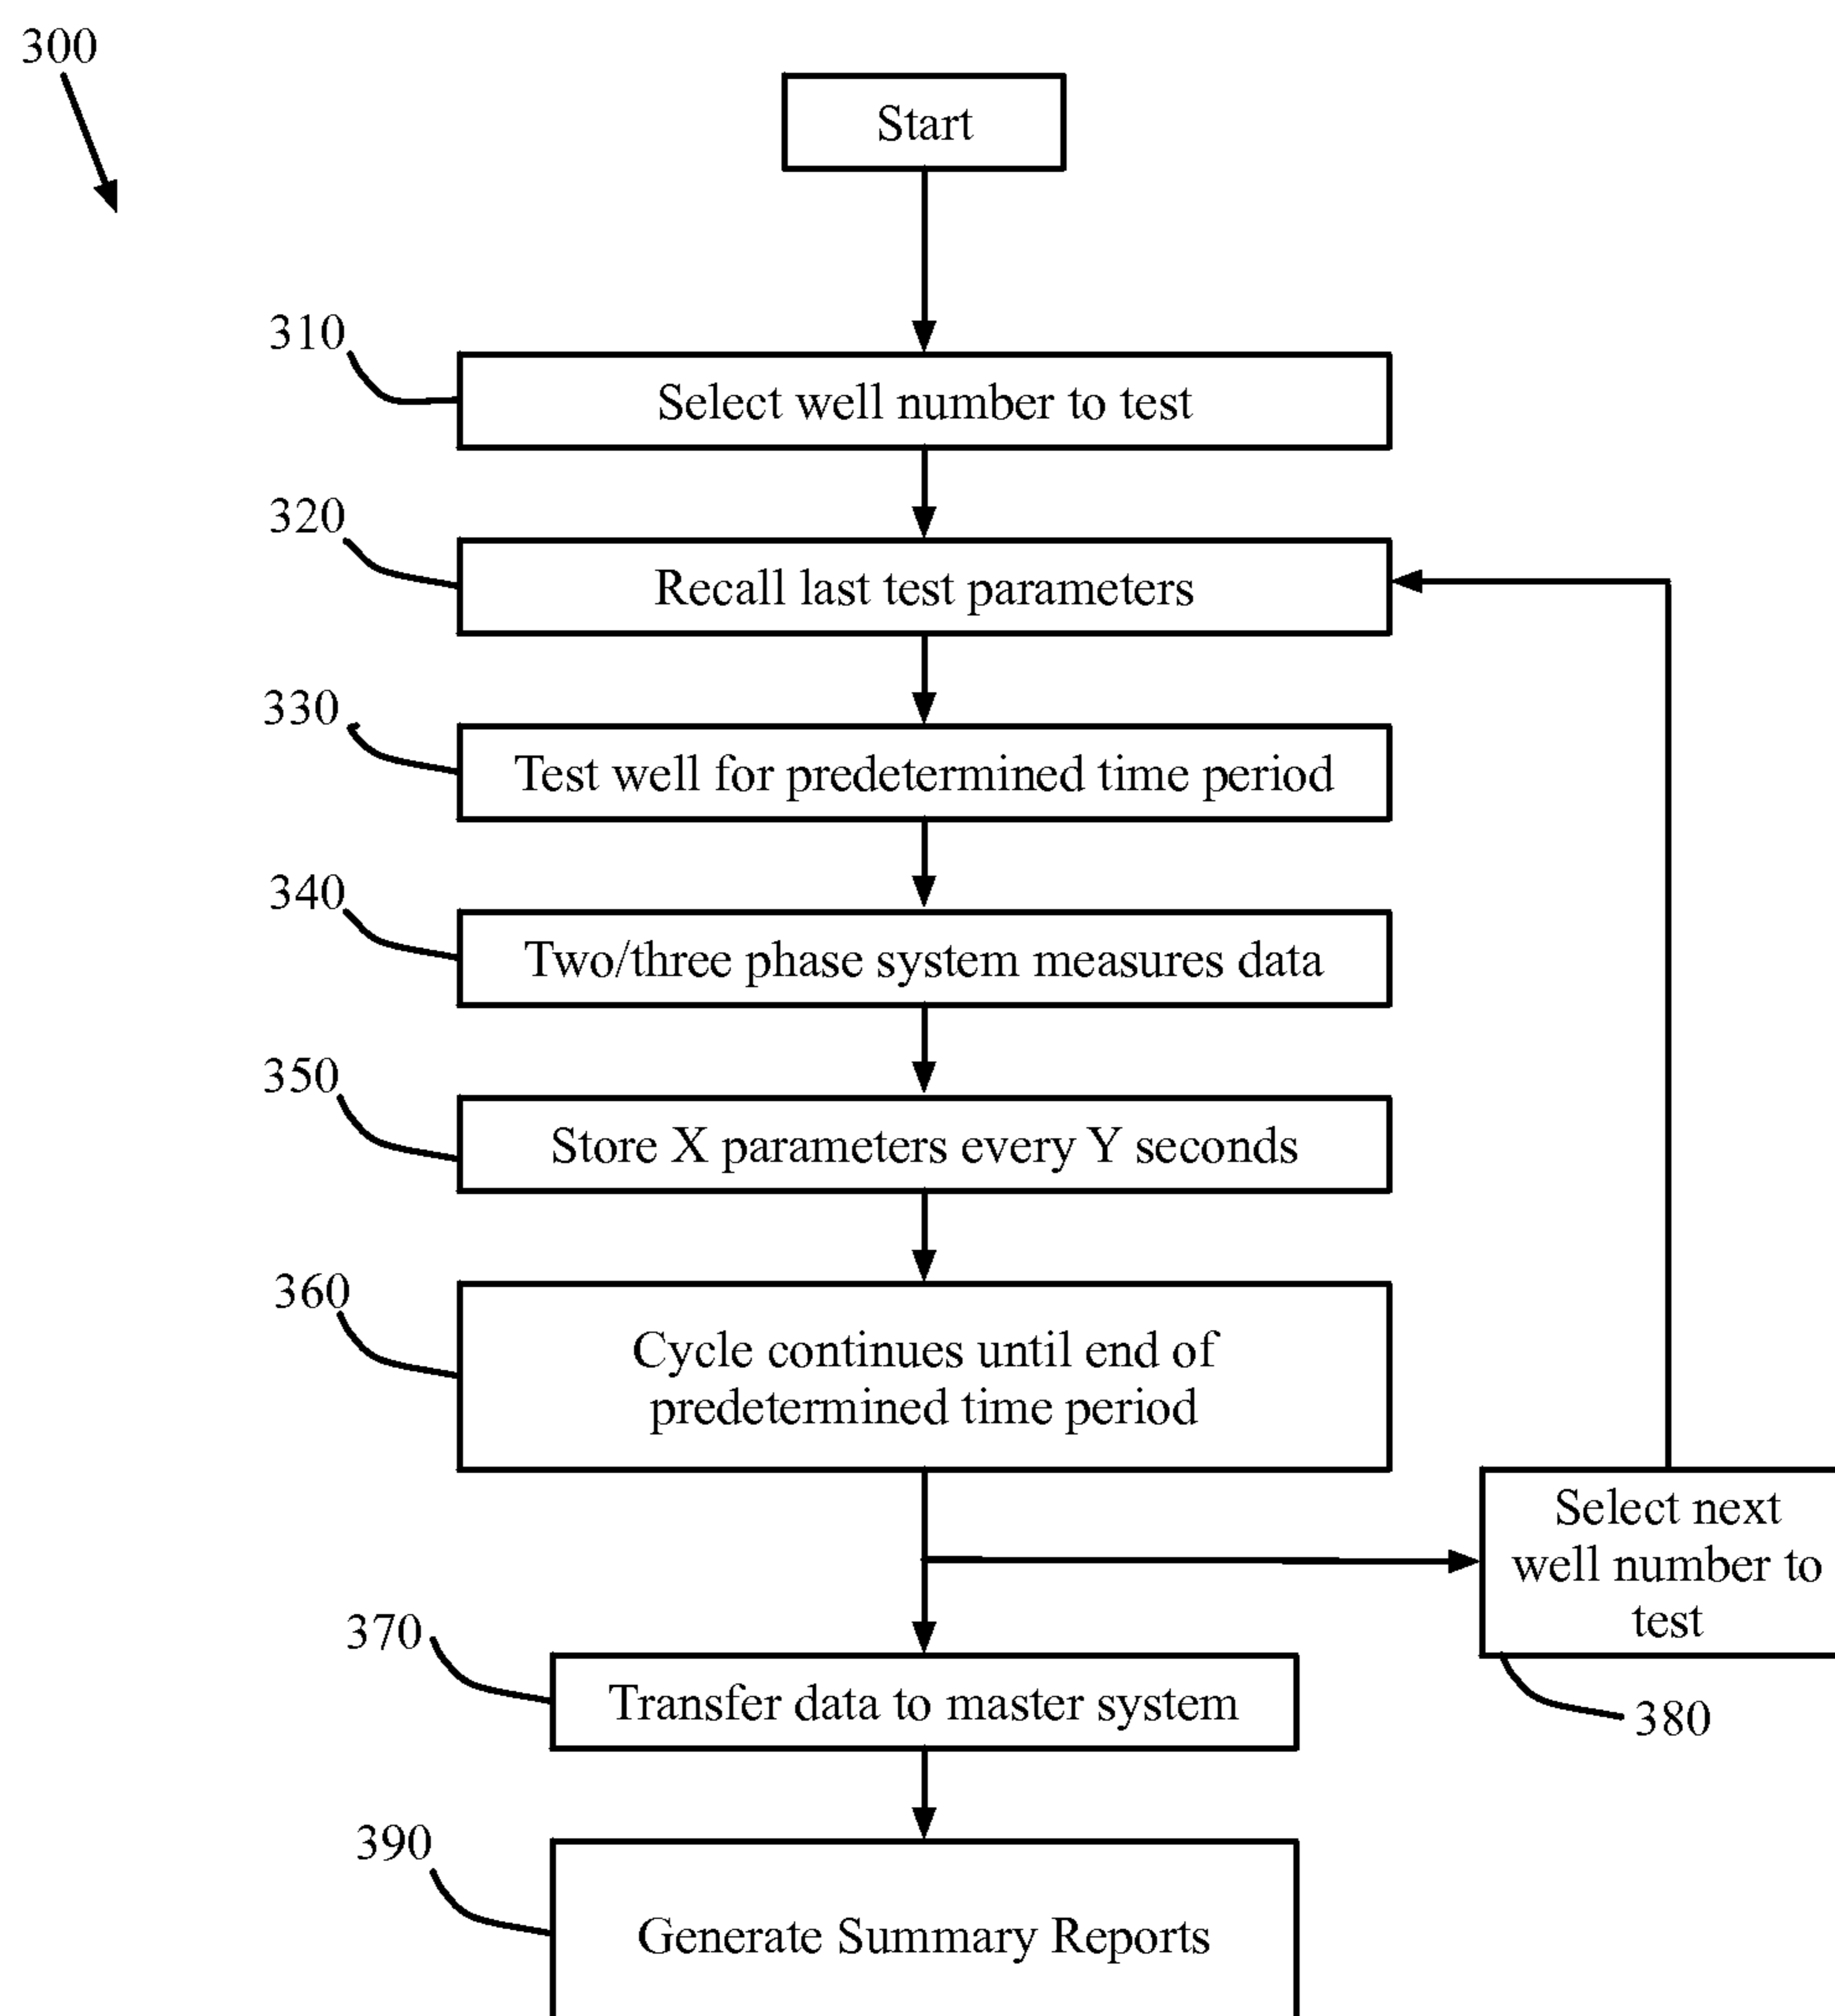 300
Start
310
Select well number to test
320
Recall last test parameters
330
Test well for predetermined time period
340
Two/three phase system measures data
350
Store X parameters every Y seconds
360
Cycle continues until end of
predetermined time period
Select next
well number to
test
370
Transfer data to master system
380
390
Generate Summary Reports